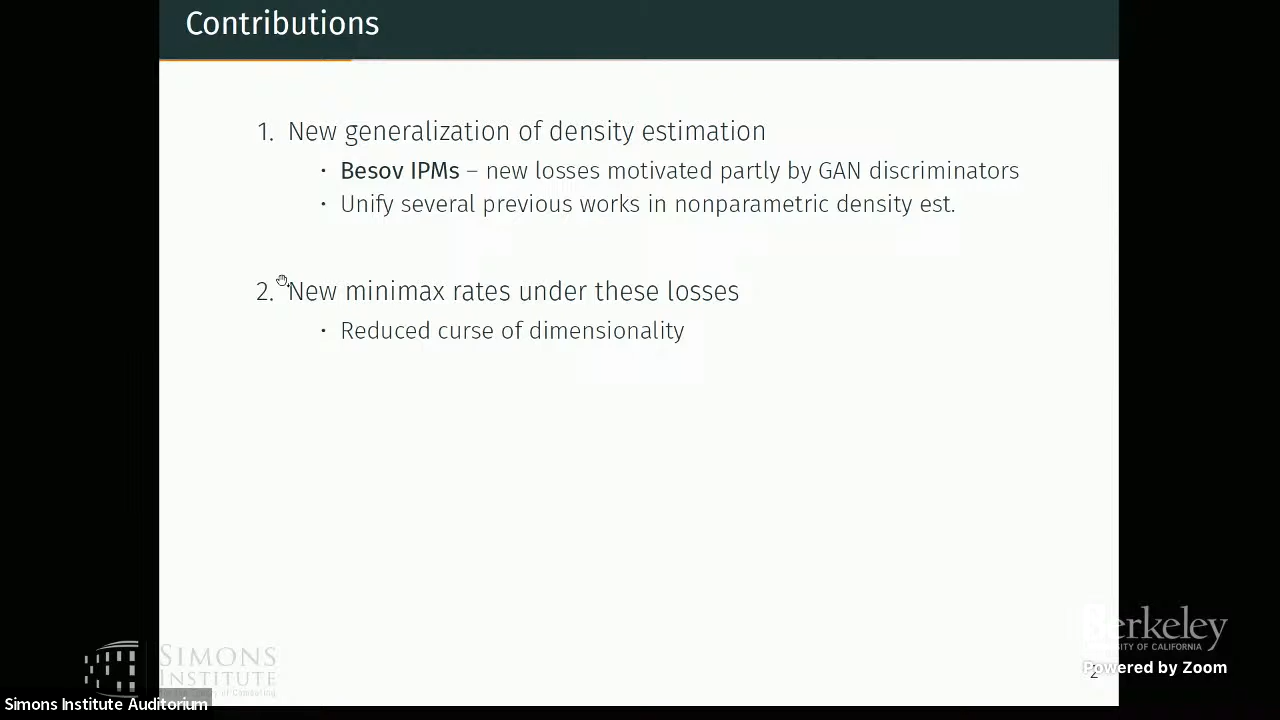 Contributions
1. New generalization of density estimation
· Besov IPMs – new losses motivated partly by GAN discriminators
· Unify several previous works in nonparametric density est.
2. New minimax rates under these losses
· Reduced curse of dimensionality
SIMONS
INSTITUTE
Berkeley
UNIVERSITY OF CALIFORNIA
Powered by Zoom
2
Simons Institute Auditorium